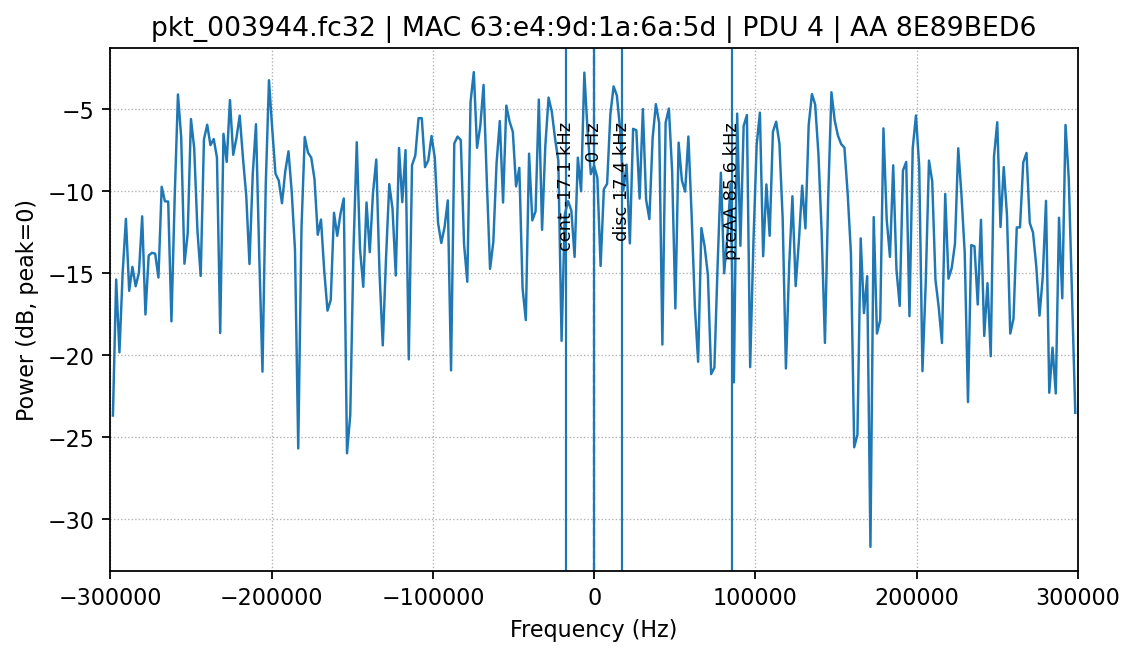 pkt_003944.fc32 | MAC 63:e4:9d:1a:6a:5d | PDU 4 | AA 8E89BED6
Power (dB, peak=0)
−5
−10
−15
−20
−25
−30
cent -17.1 kHz
0 Hz
disc 17.4 kHz
preAA 85.6 kHz
−300000
−200000
−100000
0
100000
200000
300000
Frequency (Hz)